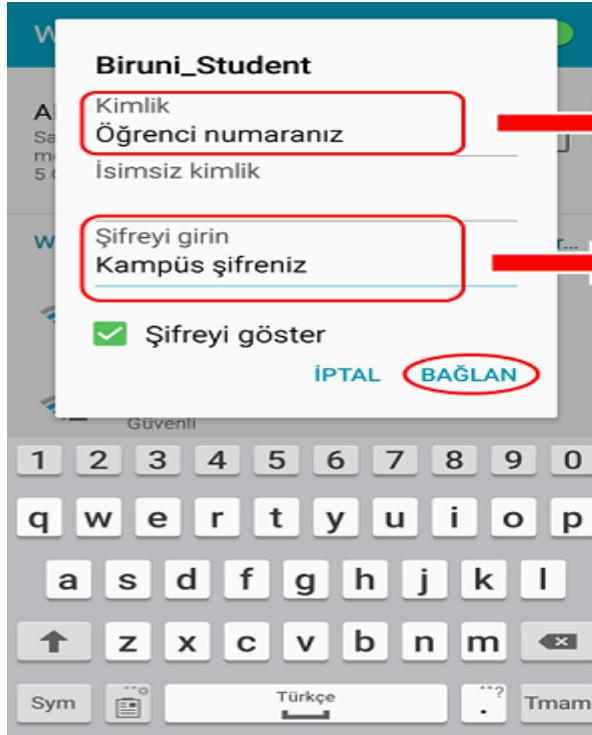 W
Biruni_Student
Kimlik
Öğrenci numaranız
İsimsiz kimlik
Şifreyi girin
Kampüs şifreniz
Şifreyi göster
İPTAL BAĞLAN
Güvenli
1 2 3 4 5 6 7 8 9 0
q w e r t y u i o p
a s d f g h j k l
z x c v b n m
Sym Türkçe . ? Tmam